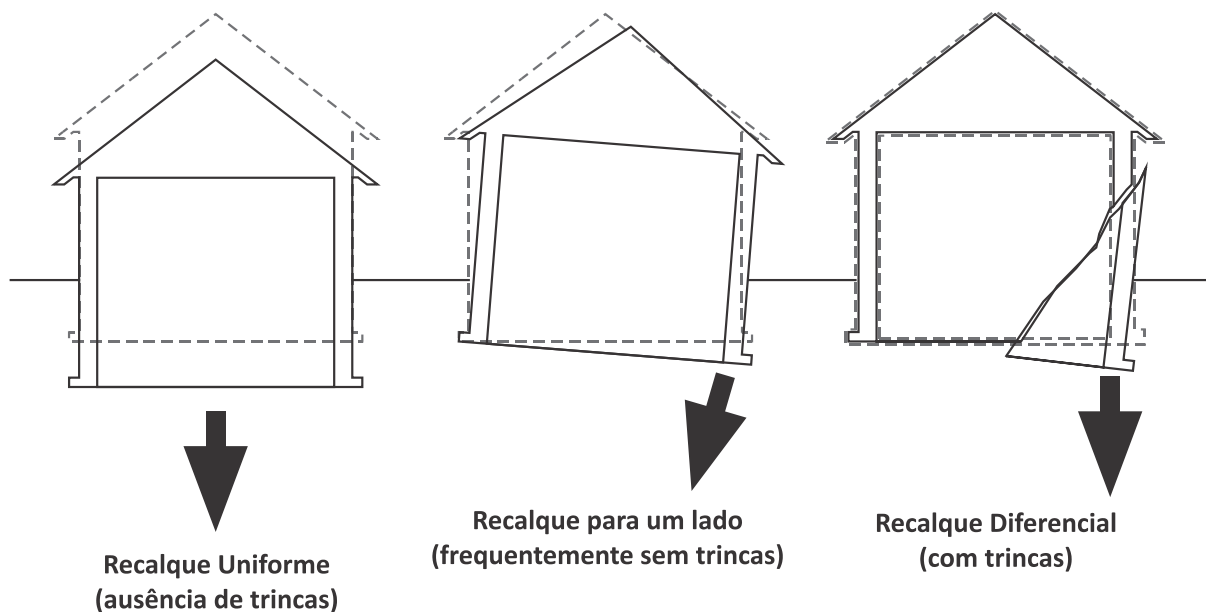 Recalque Uniforme
(ausência de trincas)
Recalque para um lado
(frequentemente sem trincas)
Recalque Diferencial
(com trincas)